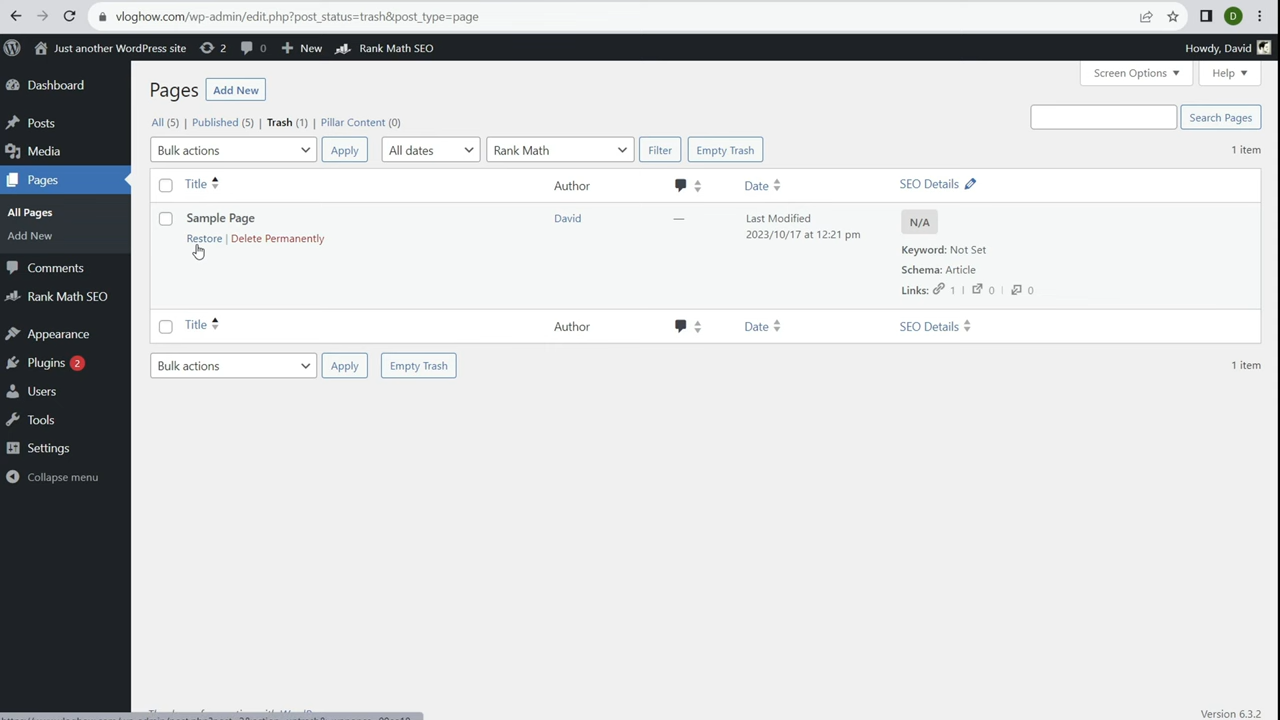 vloghow.com/wp-admin/edit.php?post_status=trash&post_type=page
D
Just another WordPress site 2 0 New Rank Math SEO Howdy, David
Screen Options Help
Dashboard
Posts
Media
Pages
All Pages
Add New
Comments
Rank Math SEO
Appearance
Plugins 2
Users
Tools
Settings
Collapse menu
Pages Add New
All (5) | Published (5) | Trash (1) | Pillar Content (0)
Search Pages
Bulk actions Apply All dates Rank Math Filter Empty Trash 1 item
Title Author Date SEO Details
Sample Page David — Last Modified N/A
Restore | Delete Permanently 2023/10/17 at 12:21 pm
Keyword: Not Set
Schema: Article
Links: 1 | 0 | 0
Title Author Date SEO Details
Bulk actions Apply Empty Trash 1 item
Version 6.3.2